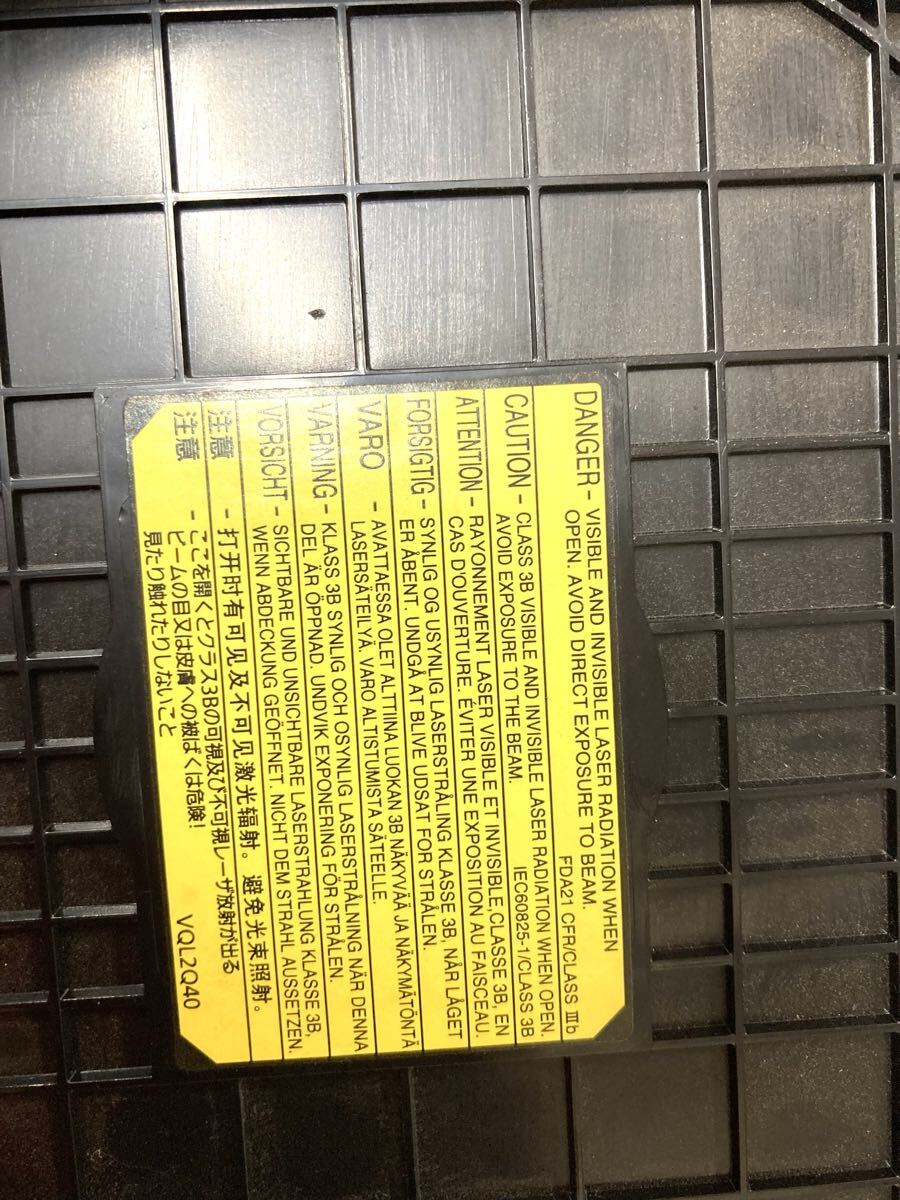 DANGER - VISIBLE AND INVISIBLE LASER RADIATION WHEN
OPEN. AVOID DIRECT EXPOSURE TO BEAM.
FDA21 CFR/CLASS Ⅲb
CAUTION - CLASS 3B VISIBLE AND INVISIBLE LASER RADIATION WHEN OPEN.
AVOID EXPOSURE TO THE BEAM. IEC60825-1/CLASS 3B
ATTENTION - RAYONNEMENT LASER VISIBLE ET INVISIBLE,CLASSE 3B, EN
CAS D'OUVERTURE. ÉVITER UNE EXPOSITION AU FAISCEAU.
FORSIGTIG - SYNLIG OG USYNLIG LASERSTRÅLING KLASSE 3B, NÅR LÅGET
ER ÅBENT. UNDGÅ AT BLIVE UDSAT FOR STRÅLEN.
VARO - AVATTAESSA OLET ALTTIINA LUOKAN 3B NÄKYVÄÄ JA NÄKYMÄTÖNTÄ
LASERSÄTEILYÄ. VARO ALTISTUMISTA SÄTEELLE.
VARNING - KLASS 3B SYNLIG OCH OSYNLIG LASERSTRÅLNING NÄR DENNA
DEL ÄR ÖPPNAD. UNDVIK EXPONERING FÖR STRÅLEN.
VORSICHT - SICHTBARE UND UNSICHTBARE LASERSTRAHLUNG KLASSE 3B,
WENN ABDECKUNG GEÖFFNET. NICHT DEM STRAHL AUSSETZEN.
注意 - 打开时有可见及不可见激光辐射。避免光束照射。
注意 - ここを開くとクラス3Bの可視及び不可視レーザ放射が出る
ビームの目又は皮膚への被ばくは危険!
見たり触れたりしないこと VQL2Q40